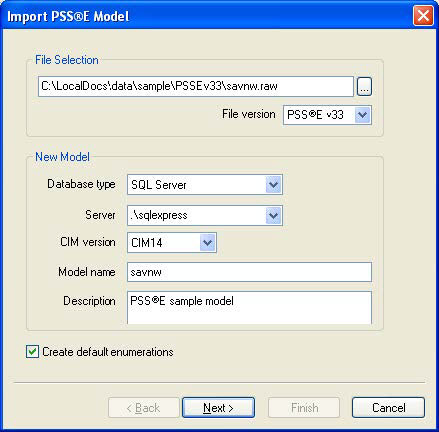 Import PSS®E Model
File Selection
C:\LocalDocs\data\sample\PSSEv33\savnw.raw ...
File version PSS®E v33
New Model
Database type SQL Server
Server .\sqlexpress
CIM version CIM14
Model name savnw
Description PSS®E sample model
Create default enumerations
< Back Next > Finish Cancel